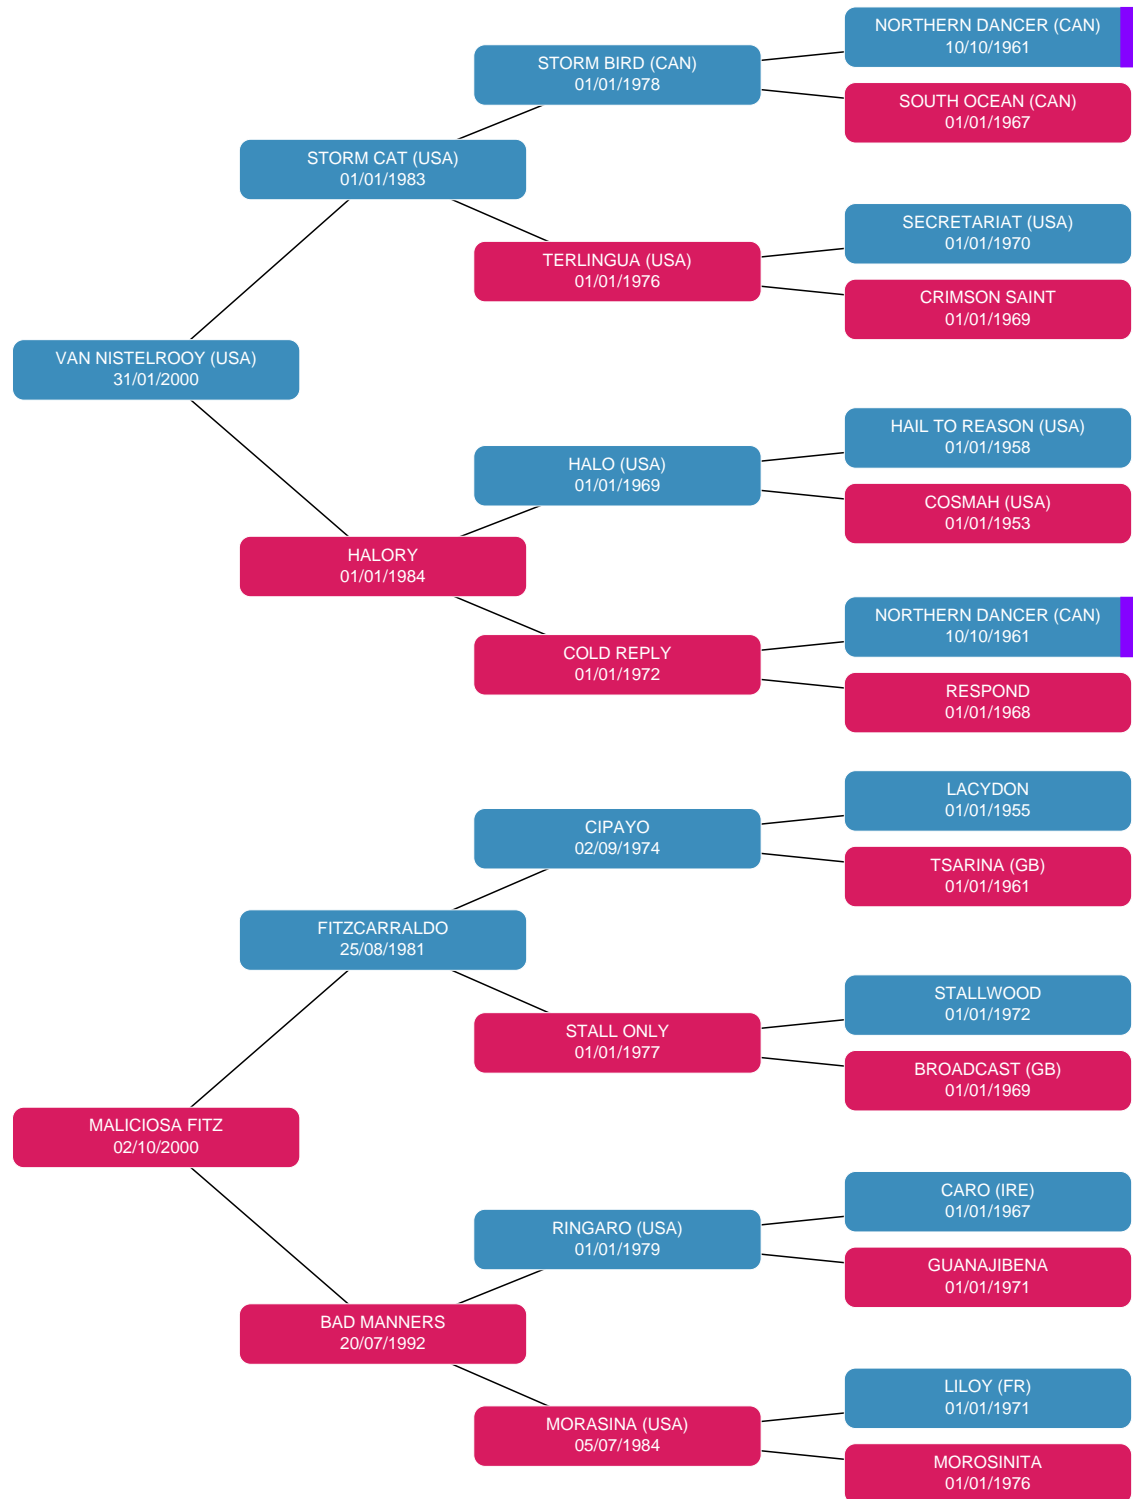 NORTHERN DANCER (CAN)
10/10/1961
STORM BIRD (CAN)
01/01/1978
SOUTH OCEAN (CAN)
01/01/1967
STORM CAT (USA)
01/01/1983
SECRETARIAT (USA)
01/01/1970
TERLINGUA (USA)
01/01/1976
CRIMSON SAINT
01/01/1969
VAN NISTELROOY (USA)
31/01/2000
HAIL TO REASON (USA)
01/01/1958
HALO (USA)
01/01/1969
COSMAH (USA)
01/01/1953
HALORY
01/01/1984
NORTHERN DANCER (CAN)
10/10/1961
COLD REPLY
01/01/1972
RESPOND
01/01/1968
LACYDON
01/01/1955
CIPAYO
02/09/1974
TSARINA (GB)
01/01/1961
FITZCARRALDO
25/08/1981
STALLWOOD
01/01/1972
STALL ONLY
01/01/1977
BROADCAST (GB)
01/01/1969
MALICIOSA FITZ
02/10/2000
CARO (IRE)
01/01/1967
RINGARO (USA)
01/01/1979
GUANAJIBENA
01/01/1971
BAD MANNERS
20/07/1992
LILOY (FR)
01/01/1971
MORASINA (USA)
05/07/1984
MOROSINITA
01/01/1976